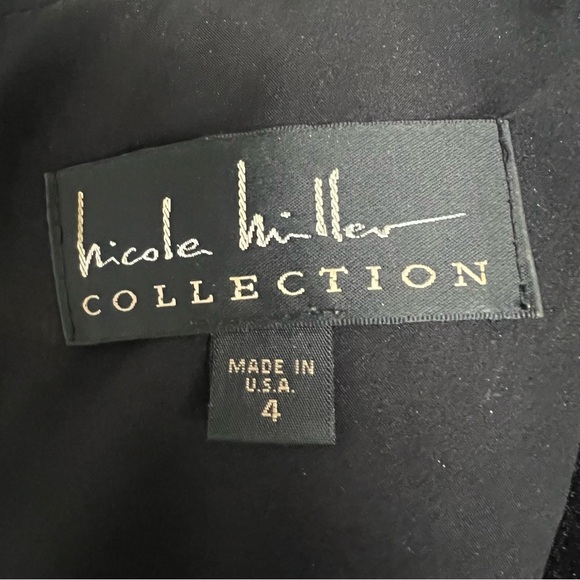 nicole miller
COLLECTION
MADE IN
U.S.A.
4